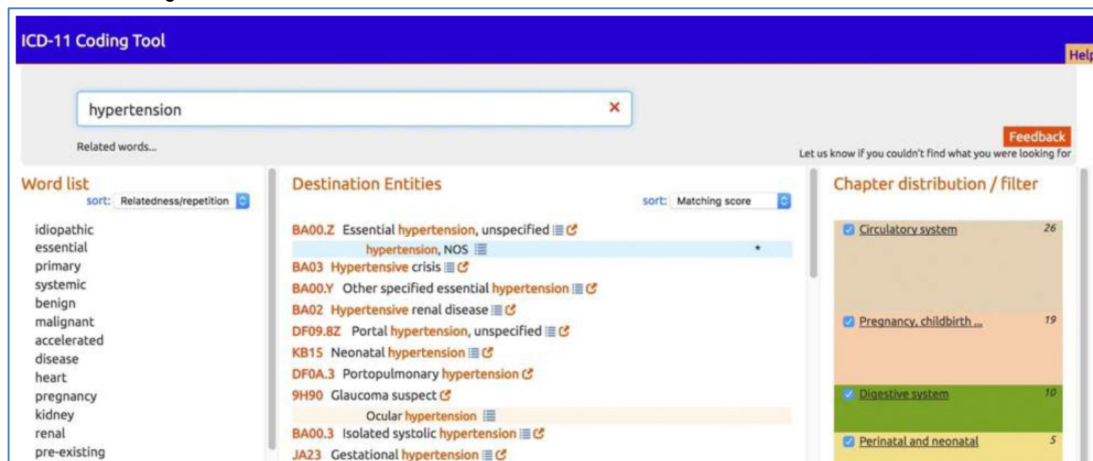 ICD-11 Coding Tool
Help
hypertension
Related words...
Feedback
Let us know if you couldn't find what you were looking for
Word list
sort: Relatedness/repetition
idiopathic
essential
primary
systemic
benign
malignant
accelerated
disease
heart
pregnancy
kidney
renal
pre-existing
Destination Entities
sort: Matching score
BA00.Z Essential hypertension, unspecified
hypertension, NOS *
BA03 Hypertensive crisis
BA00.Y Other specified essential hypertension
BA02 Hypertensive renal disease
DF09.8Z Portal hypertension, unspecified
KB15 Neonatal hypertension
DF0A.3 Portopulmonary hypertension
9H90 Glaucoma suspect
Ocular hypertension
BA00.3 Isolated systolic hypertension
JA23 Gestational hypertension
Chapter distribution / filter
Circulatory system 26
Pregnancy, childbirth ... 19
Digestive system 10
Perinatal and neonatal 5